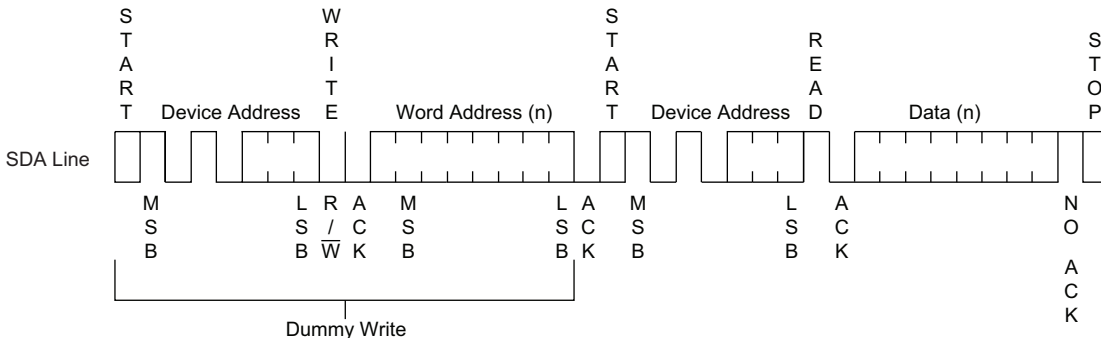 START
WRITE
START
READ
STOP
Device Address
Word Address (n)
Device Address
Data (n)
SDA Line
MSB
LSB
R/W
ACK
MSB
LSB
ACK
MSB
LSB
ACK
NO ACK
Dummy Write